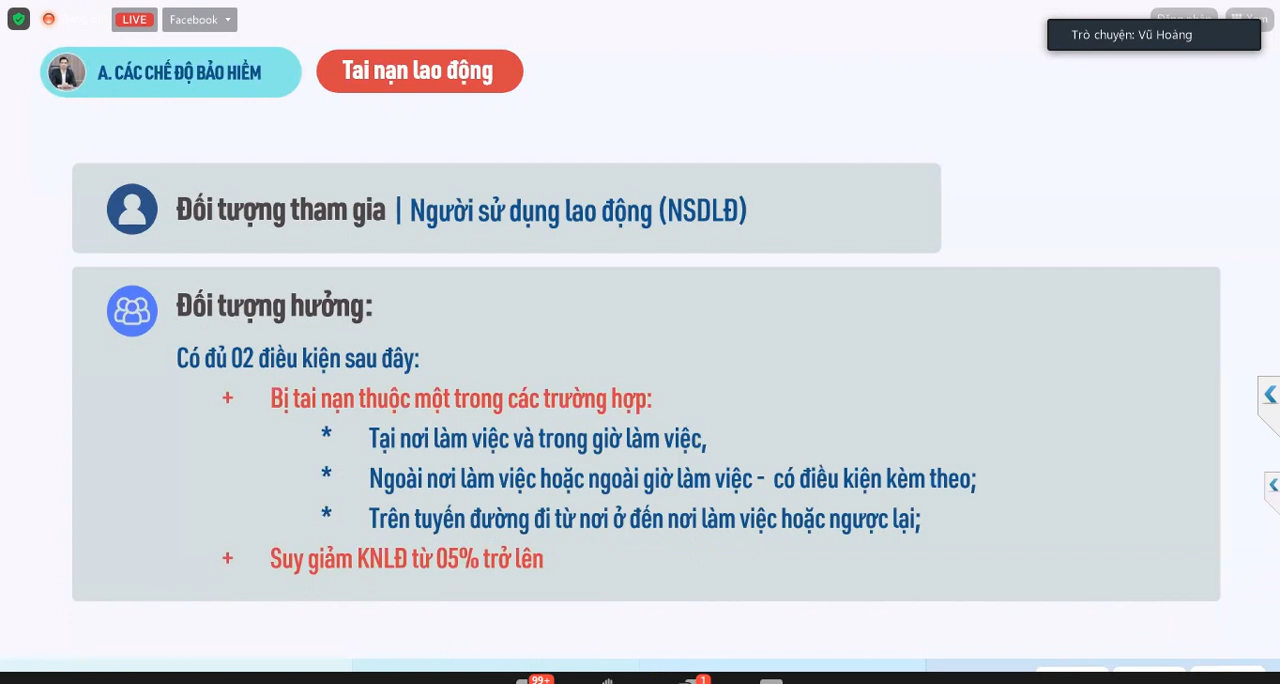 LIVE
Facebook
Trò chuyện: Vũ Hoảng
A. CÁC CHẾ ĐỘ BẢO HIỂM
Tai nạn lao động
Đối tượng tham gia | Người sử dụng lao động (NSDLĐ)
Đối tượng hưởng:
Có đủ 02 điều kiện sau đây:
+ Bị tai nạn thuộc một trong các trường hợp:
* Tại nơi làm việc và trong giờ làm việc,
* Ngoài nơi làm việc hoặc ngoài giờ làm việc - có điều kiện kèm theo;
* Trên tuyến đường đi từ nơi ở đến nơi làm việc hoặc ngược lại;
+ Suy giảm KNLĐ từ 05% trở lên
99+
1